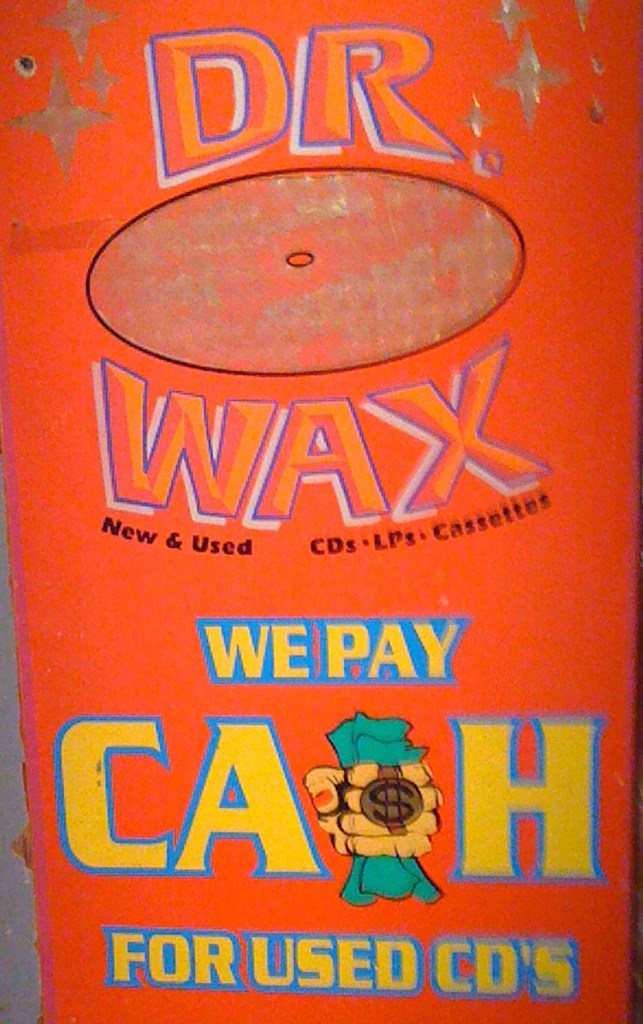 DR.
WAX
New & Used CDs • LPs • Cassettes
WE PAY
CA$H
FOR USED CD'S